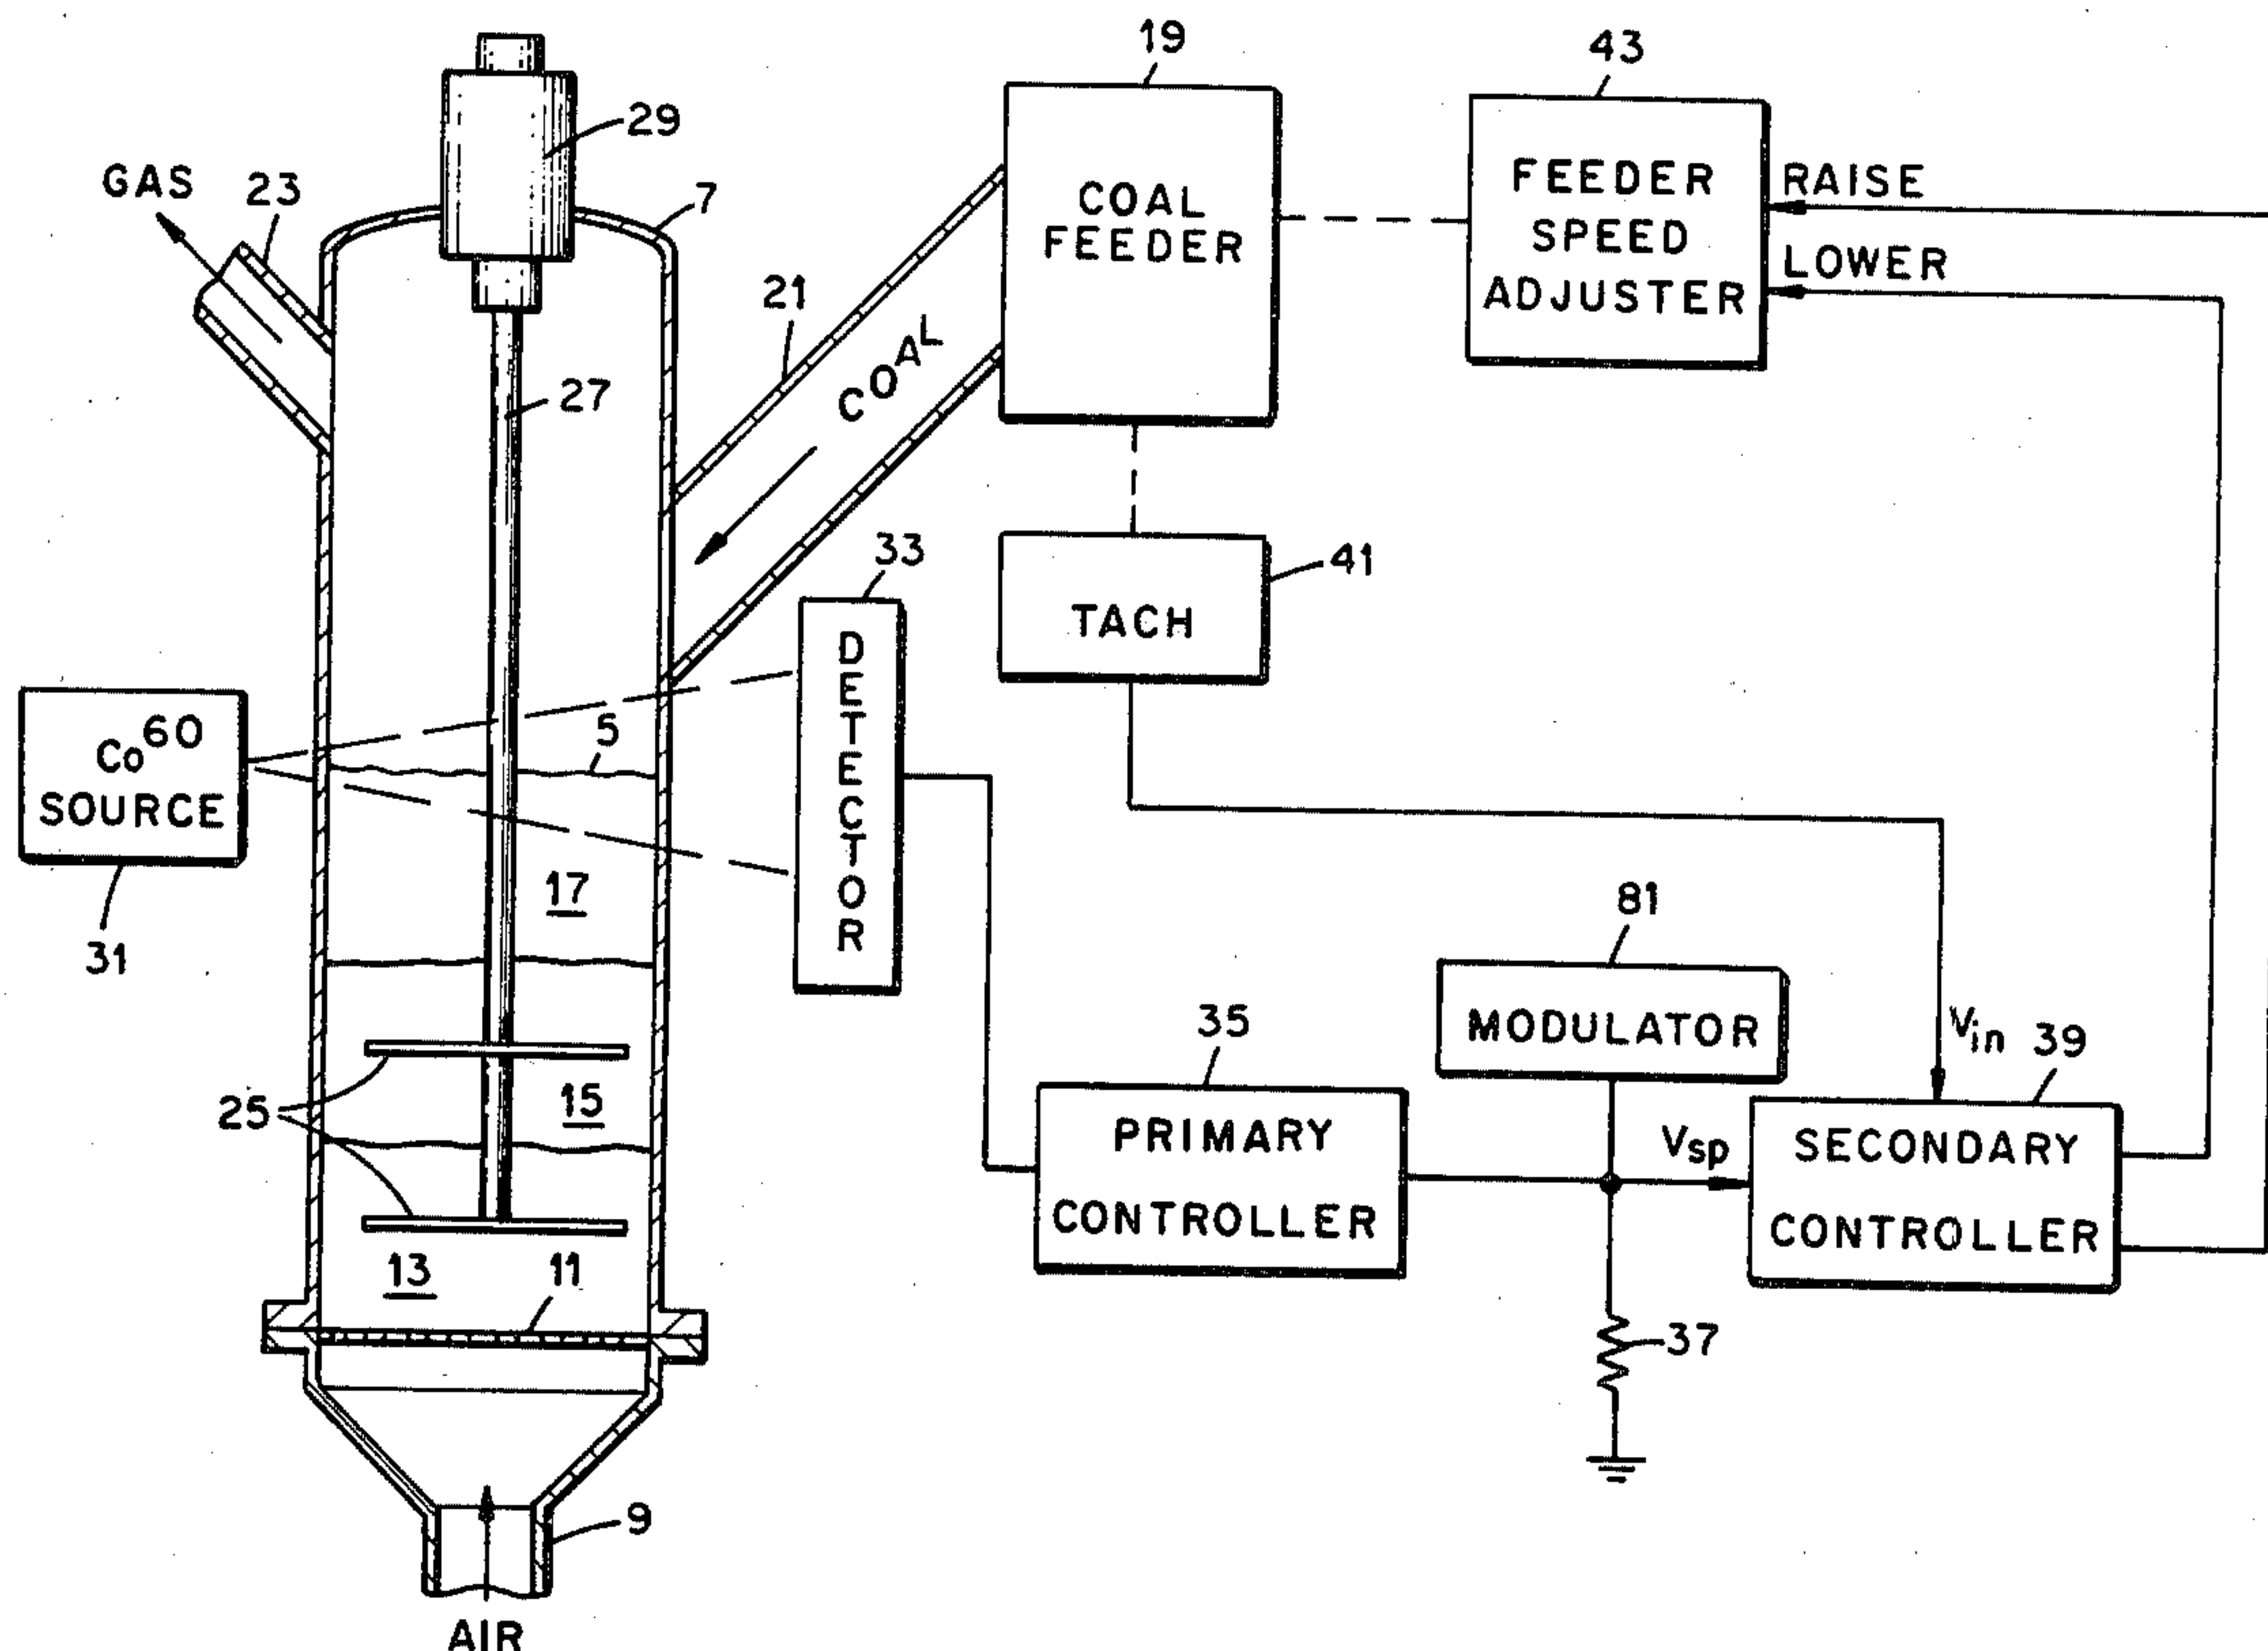 19
43
29
GAS 23
7
COAL
FEEDER
FEEDER
SPEED
ADJUSTER
RAISE
LOWER
21
COAL
27
33
41
TACH
DETECTOR
5
Co60
SOURCE
31
17
81
MODULATOR
35
Vin 39
25
15
PRIMARY
CONTROLLER
Vsp
SECONDARY
CONTROLLER
13
11
37
9
AIR